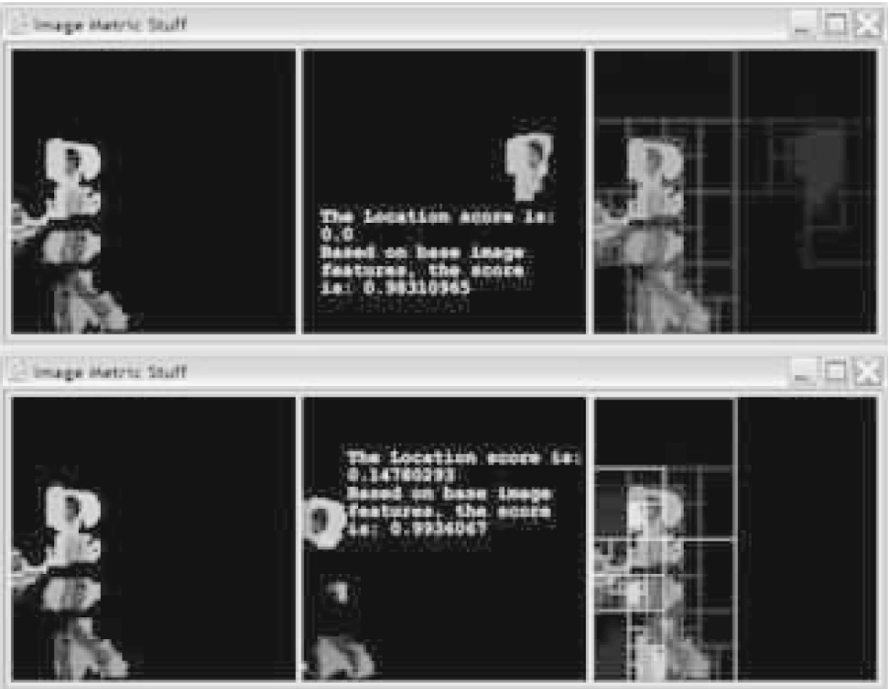 Image Metric Stuff
The Location score is:
0.0
Based on base image
features, the score
is: 0.98310965
Image Metric Stuff
The Location score is:
0.14780293
Based on base image
features, the score
is: 0.9936067